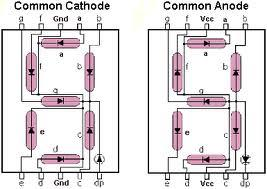 Common Cathode Common Anode
g f Gnd a b g f Vcc a b
a a
f b f b
g g
e c e c
d d
e d Gnd c dp e d Vcc c dp